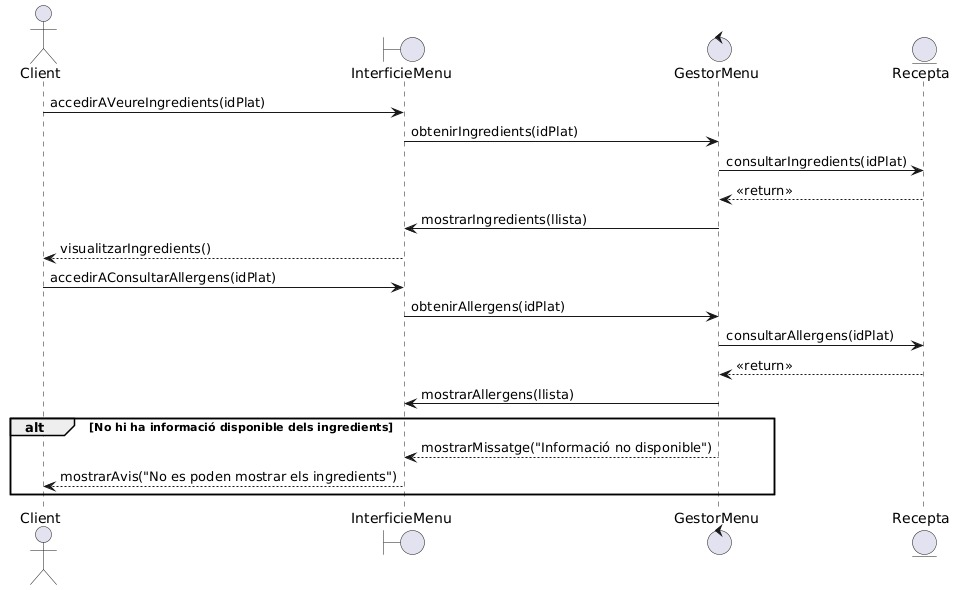 Client
InterficieMenu
GestorMenu
Recepta
accedirAVeureIngredients(idPlat)
obtenirIngredients(idPlat)
consultarIngredients(idPlat)
«return»
mostrarIngredients(llista)
visualitzarIngredients()
accedirAConsultarAllergens(idPlat)
obtenirAllergens(idPlat)
consultarAllergens(idPlat)
«return»
mostrarAllergens(llista)
alt [No hi ha informació disponible dels ingredients]
mostrarMissatge("Informació no disponible")
mostrarAvis("No es poden mostrar els ingredients")
Client
InterficieMenu
GestorMenu
Recepta